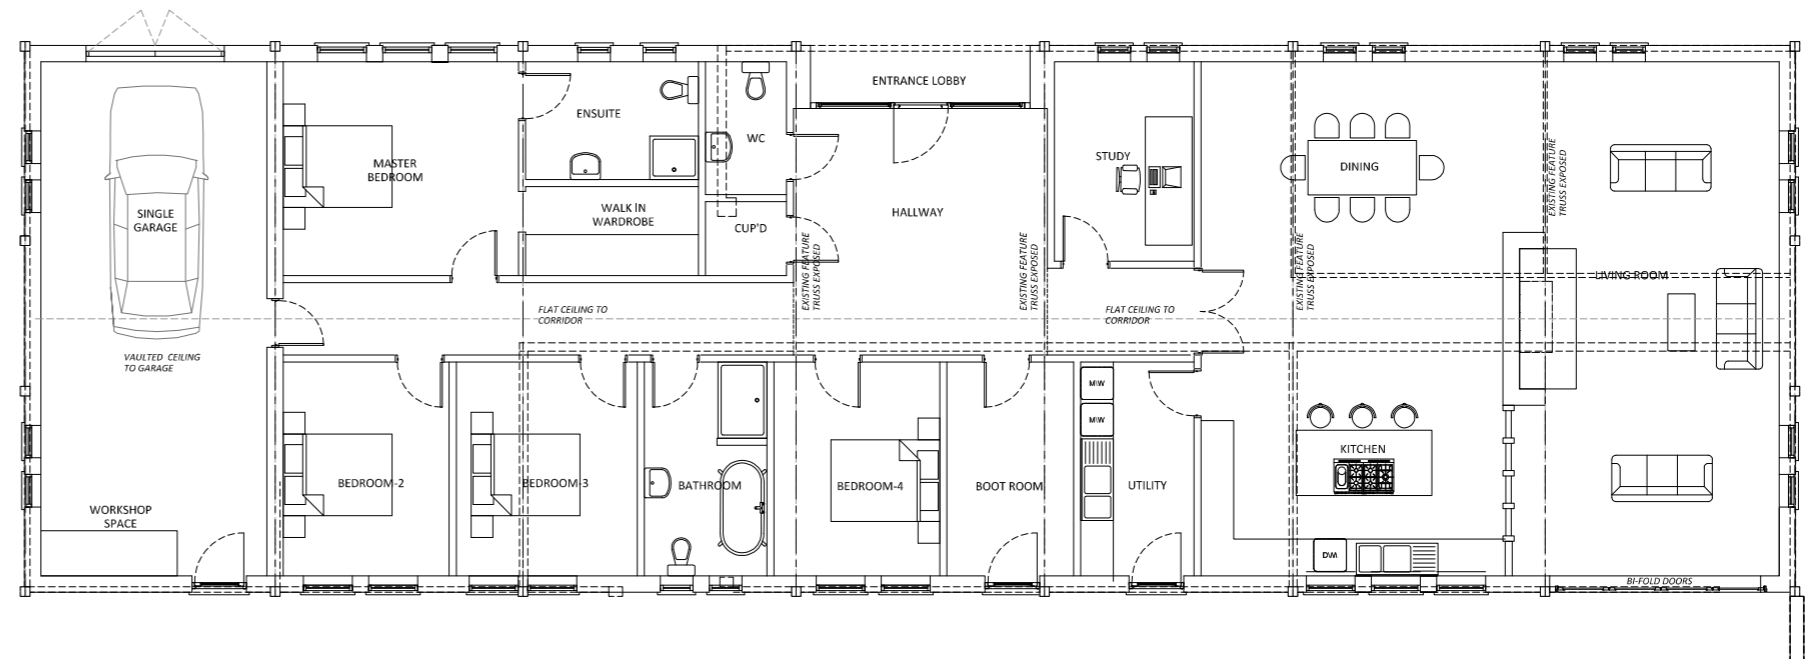 ENTRANCE LOBBY
ENSUITE
WC
MASTER
BEDROOM
STUDY
DINING
SINGLE
GARAGE
WALK IN
WARDROBE
CUP'D
HALLWAY
EXISTING FEATURE
TRUSS EXPOSED
EXISTING FEATURE
TRUSS EXPOSED
EXISTING FEATURE
TRUSS EXPOSED
EXISTING FEATURE
TRUSS EXPOSED
LIVING ROOM
FLAT CEILING TO
CORRIDOR
FLAT CEILING TO
CORRIDOR
VAULTED CEILING
TO GARAGE
M\W
M\W
KITCHEN
BEDROOM-2
BEDROOM-3
BATHROOM
BEDROOM-4
BOOT ROOM
UTILITY
WORKSHOP
SPACE
DW
BI-FOLD DOORS